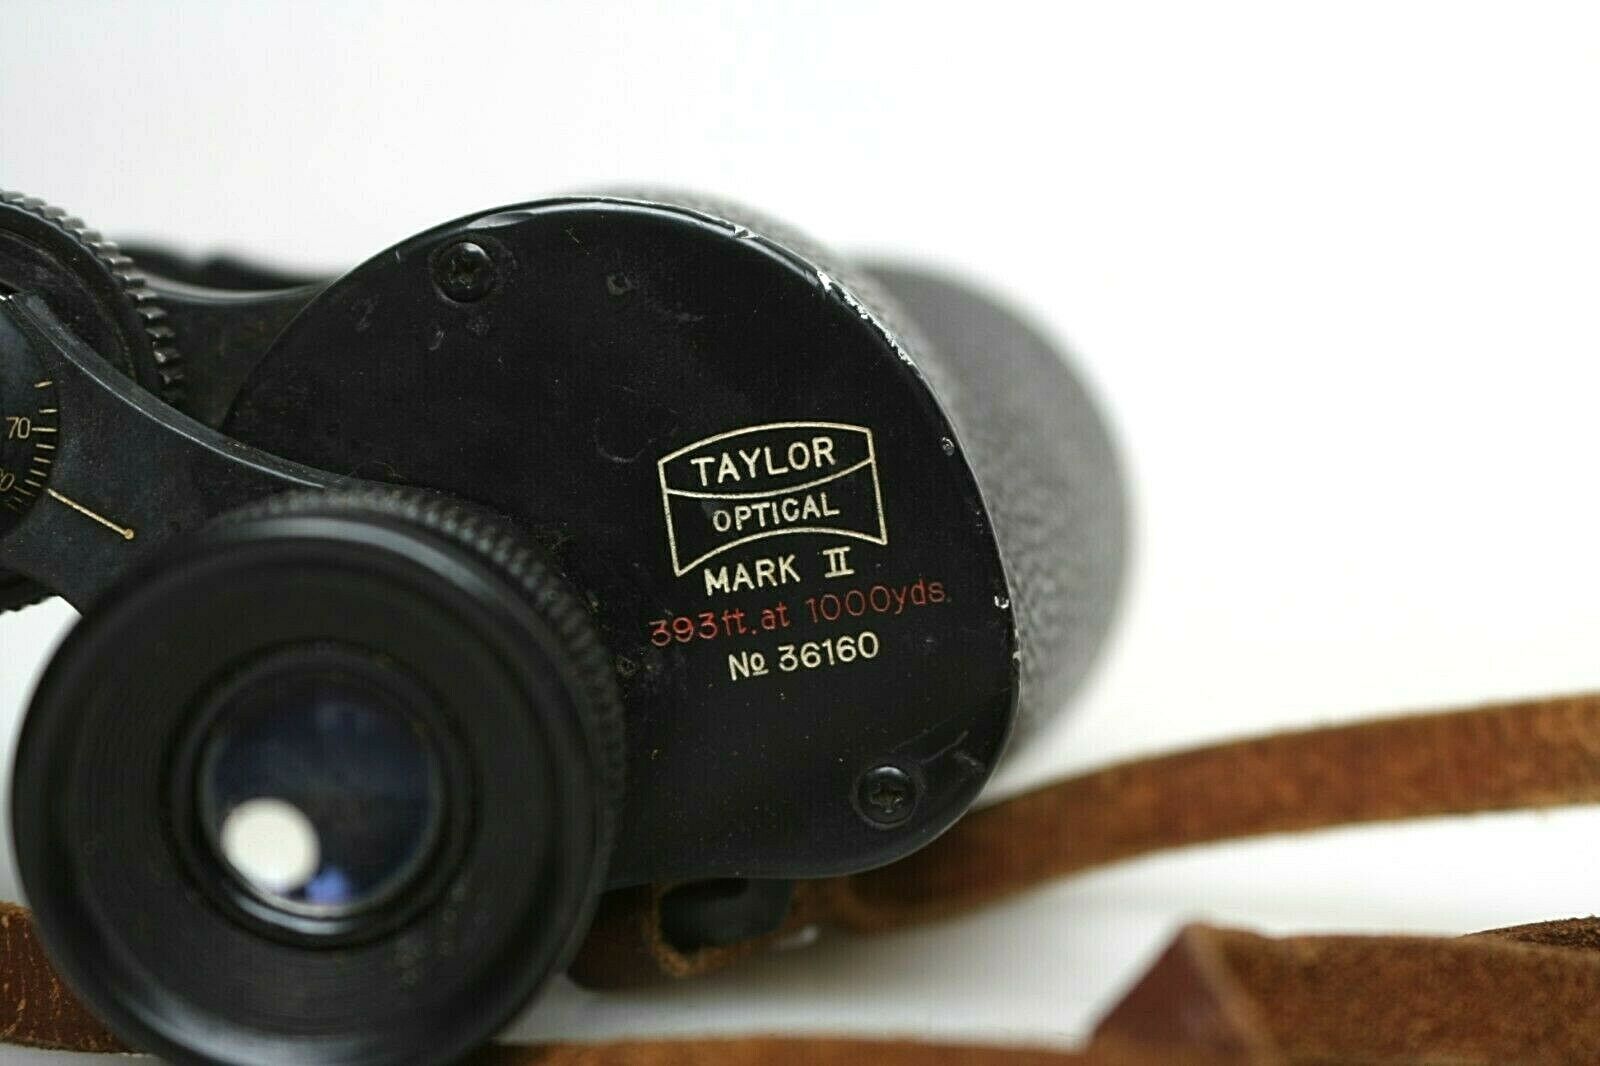 TAYLOR
OPTICAL
MARK II
393ft. at 1000yds.
No 36160
70